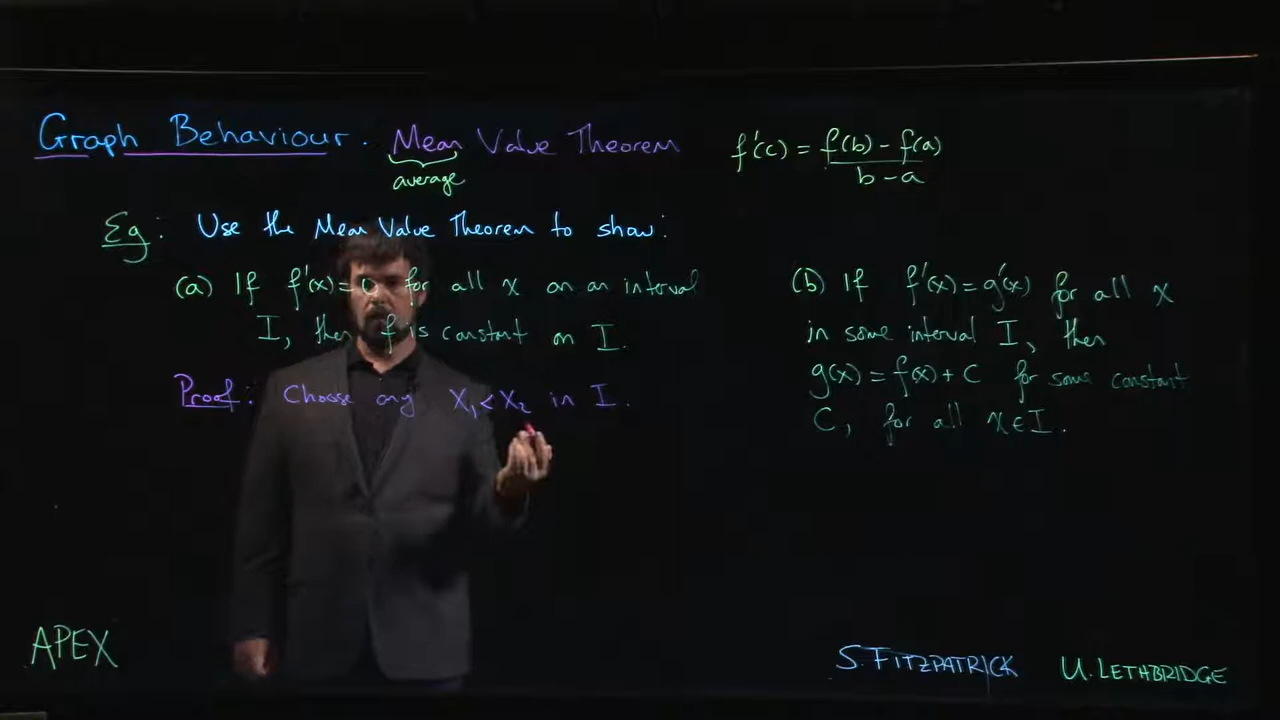 Graph Behaviour. Mean Value Theorem
average
f'(c) = f(b) - f(a) / b - a
Eg: Use the Mean Value Theorem to show:
(a) If f'(x)=0 for all x on an interval
I, then f is constant on I.
Proof: Choose any x₁<x₂ in I.
(b) If f'(x)=g'(x) for all x
in some interval I, then
g(x) = f(x) + C for some constant
C, for all x∈I.
APEX
S. FITZPATRICK U. LETHBRIDGE